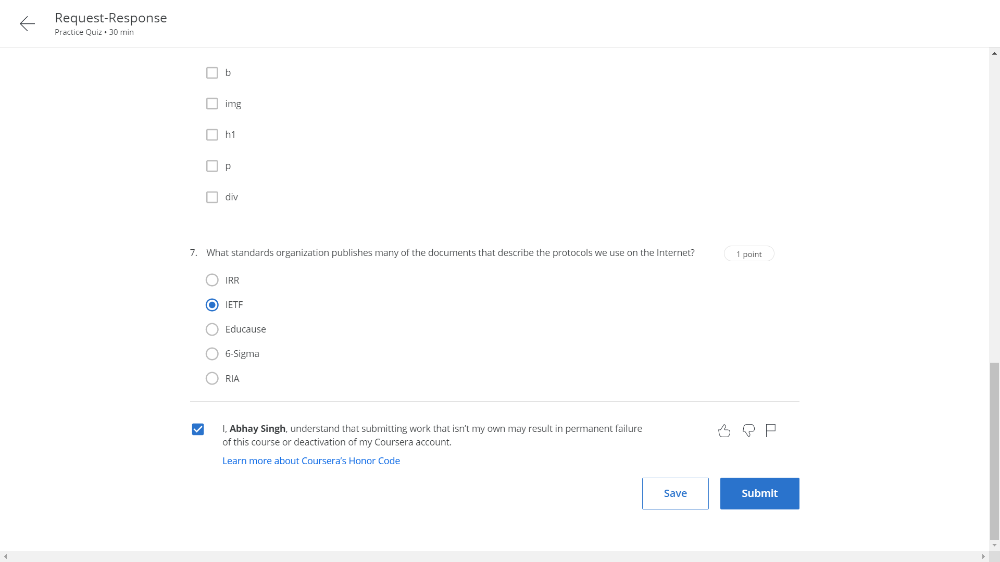 Request-Response
Practice Quiz • 30 min
b
img
h1
p
div
7. What standards organization publishes many of the documents that describe the protocols we use on the Internet?
1 point
IRR
IETF
Educause
6-Sigma
RIA
I, Abhay Singh, understand that submitting work that isn’t my own may result in permanent failure
of this course or deactivation of my Coursera account.
Learn more about Coursera’s Honor Code
Save
Submit